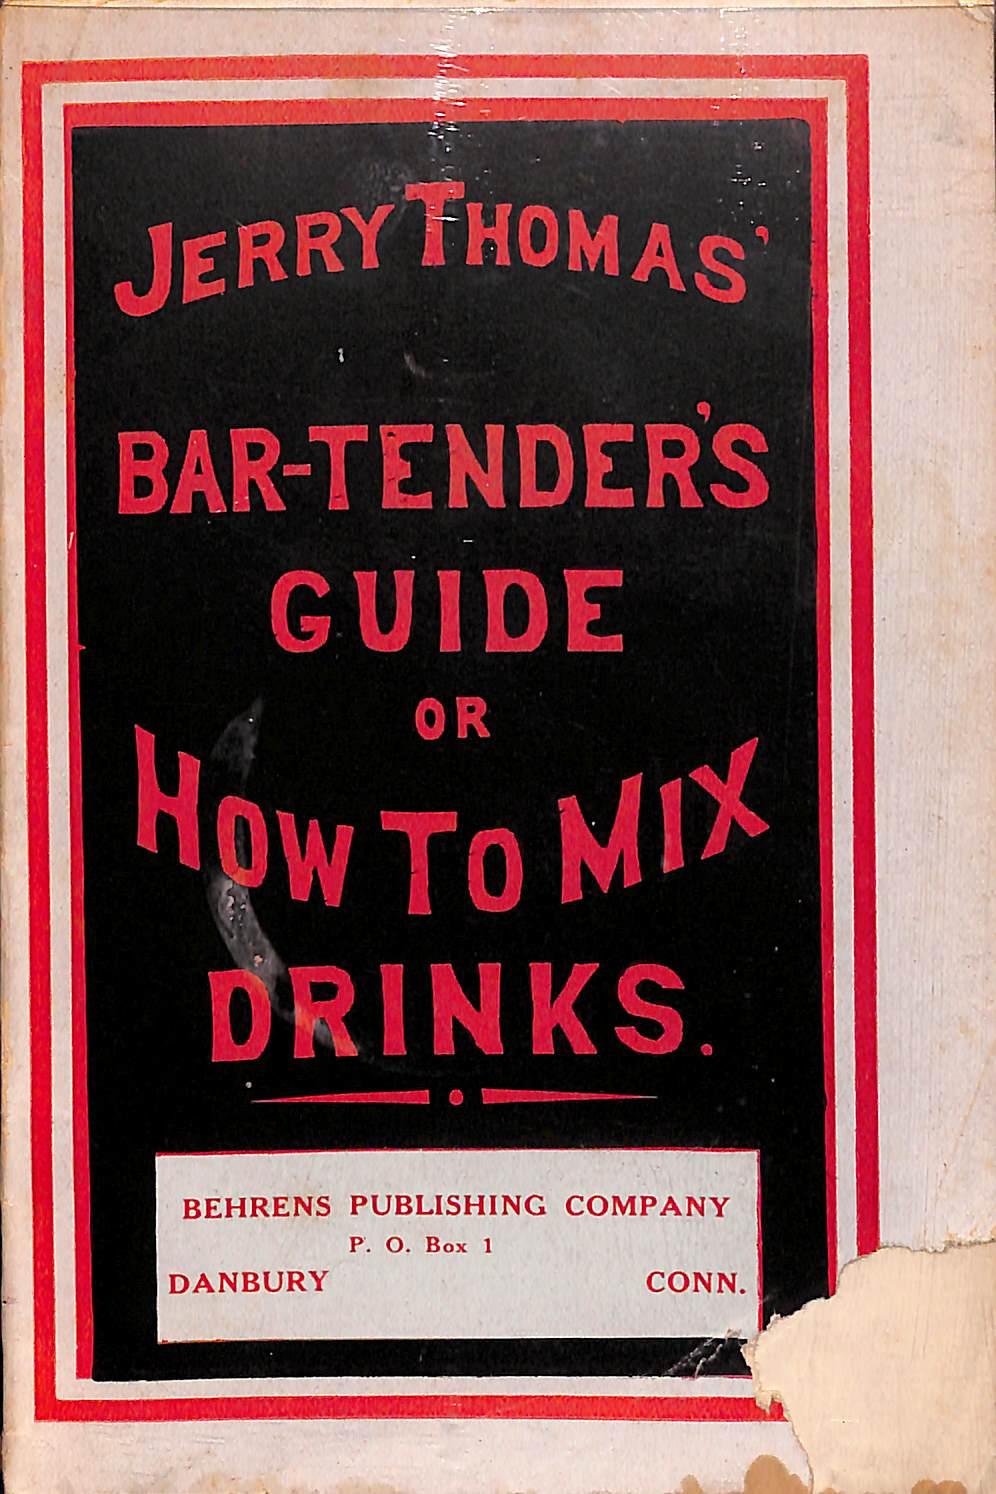 JERRY THOMAS'
BAR-TENDER'S
GUIDE
OR
HOW TO MIX
DRINKS.
BEHRENS PUBLISHING COMPANY
P. O. Box 1
DANBURY CONN.